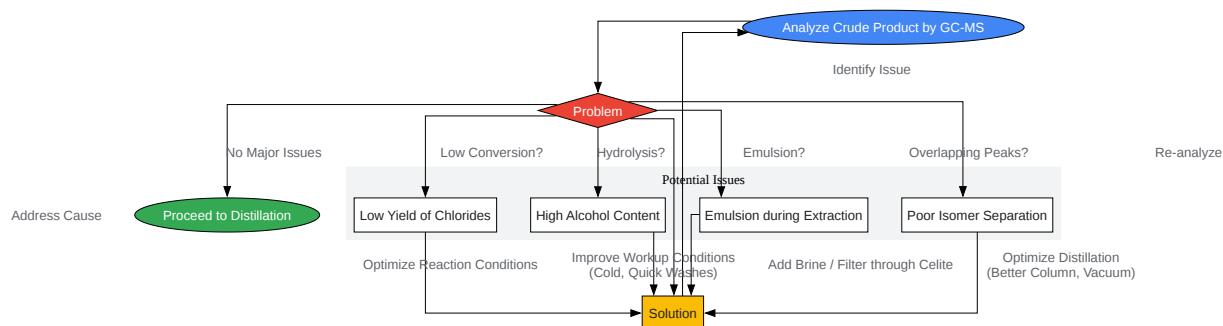 Analyze Crude Product by GC-MS
Identify Issue
Problem
No Major Issues
Low Conversion?
Hydrolysis?
Emulsion?
Overlapping Peaks?
Re-analyze
Potential Issues
Address Cause
Proceed to Distillation
Low Yield of Chlorides
High Alcohol Content
Emulsion during Extraction
Poor Isomer Separation
Optimize Reaction Conditions
Improve Workup Conditions
(Cold, Quick Washes)
Add Brine / Filter through Celite
Optimize Distillation
(Better Column, Vacuum)
Solution